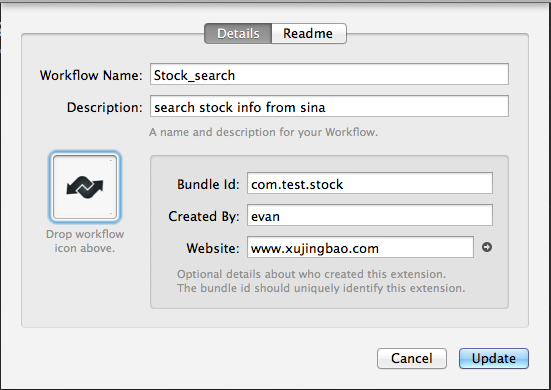 Details Readme
Workflow Name: Stock_search
Description: search stock info from sina
A name and description for your Workflow.
Drop workflow
icon above.
Bundle Id: com.test.stock
Created By: evan
Website: www.xujingbao.com
Optional details about who created this extension.
The bundle id should uniquely identify this extension.
Cancel Update